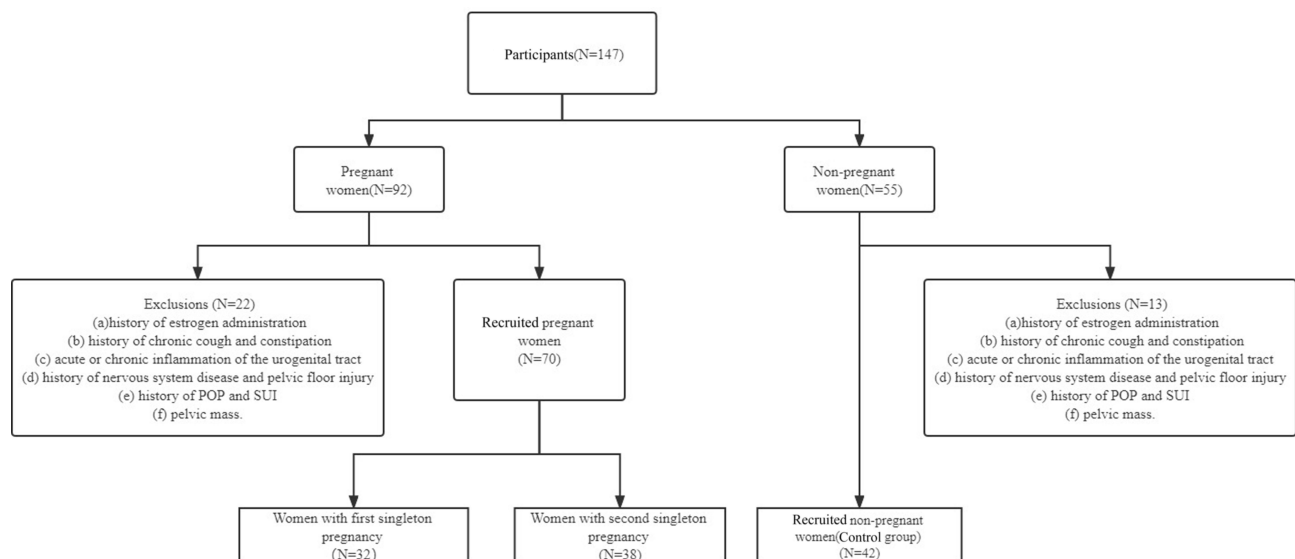 Participants(N=147)
Pregnant
women(N=92)
Non-pregnant
women(N=55)
Exclusions (N=22)
(a)history of estrogen administration
(b) history of chronic cough and constipation
(c) acute or chronic inflammation of the urogenital tract
(d) history of nervous system disease and pelvic floor injury
(e) history of POP and SUI
(f) pelvic mass.
Recruited pregnant
women
(N=70)
Exclusions (N=13)
(a)history of estrogen administration
(b) history of chronic cough and constipation
(c) acute or chronic inflammation of the urogenital tract
(d) history of nervous system disease and pelvic floor injury
(e) history of POP and SUI
(f) pelvic mass.
Women with first singleton
pregnancy
(N=32)
Women with second singleton
pregnancy
(N=38)
Recruited non-pregnant
women(Control group)
(N=42)